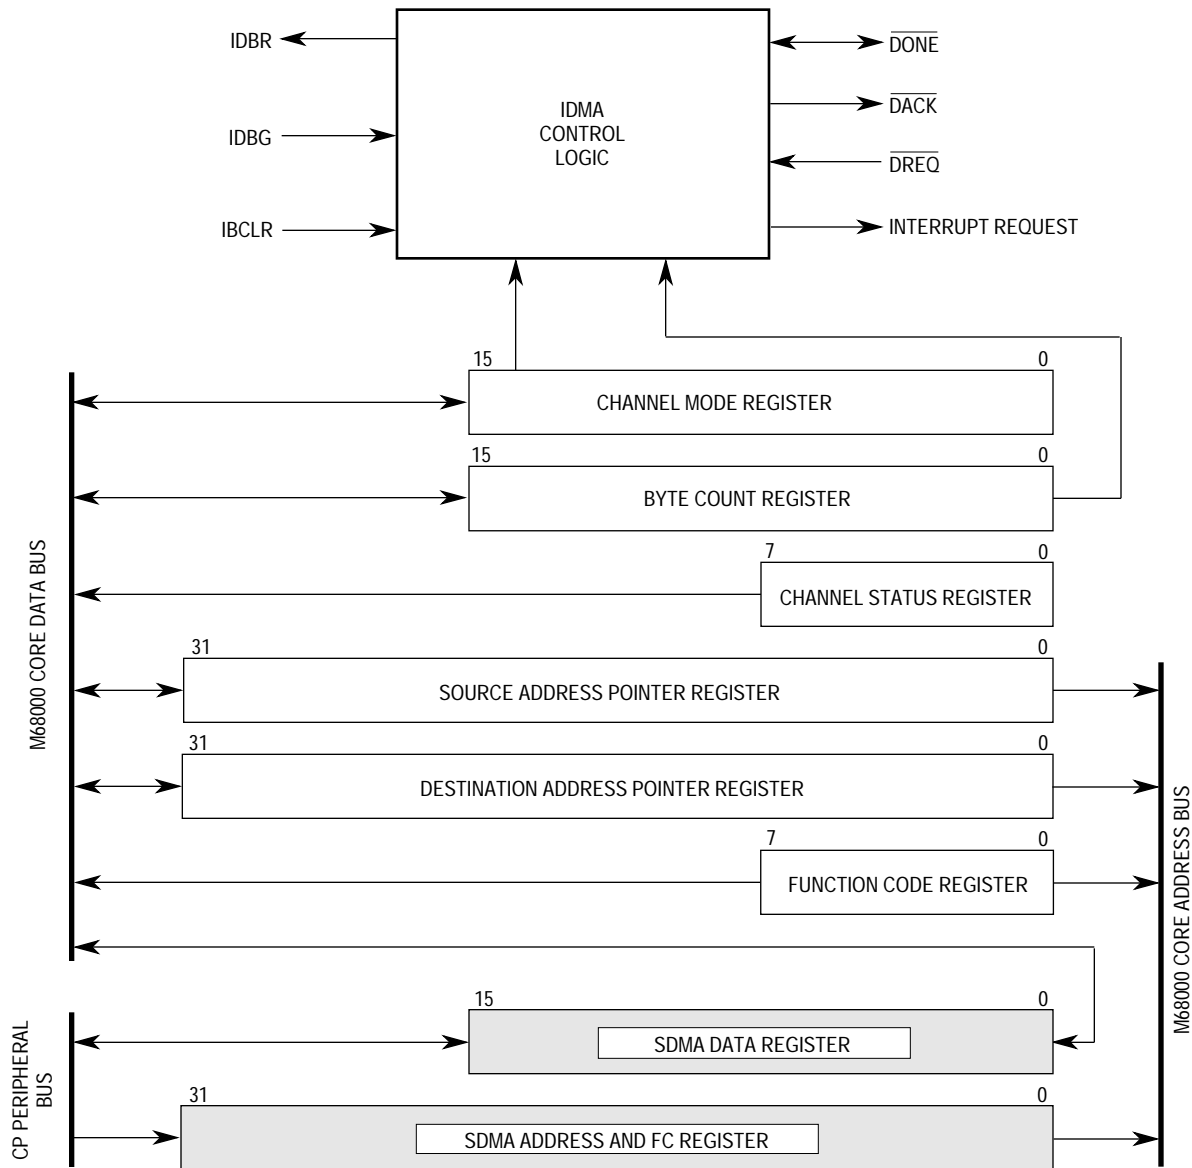 IDBR
DONE
IDMA
CONTROL
LOGIC
DACK
IDBG
DREQ
IBCLR
INTERRUPT REQUEST
15 0
CHANNEL MODE REGISTER
15 0
BYTE COUNT REGISTER
7 0
CHANNEL STATUS REGISTER
M68000 CORE DATA BUS
31 0
SOURCE ADDRESS POINTER REGISTER
31 0
DESTINATION ADDRESS POINTER REGISTER
7 0
FUNCTION CODE REGISTER
M68000 CORE ADDRESS BUS
15 0
SDMA DATA REGISTER
CP PERIPHERAL
BUS
31 0
SDMA ADDRESS AND FC REGISTER